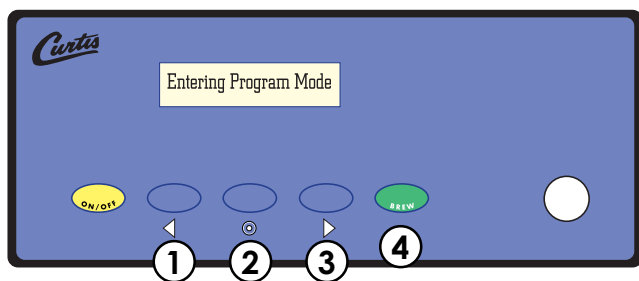 Curtis
Entering Program Mode
ON/OFF
BREW
1 2 3 4